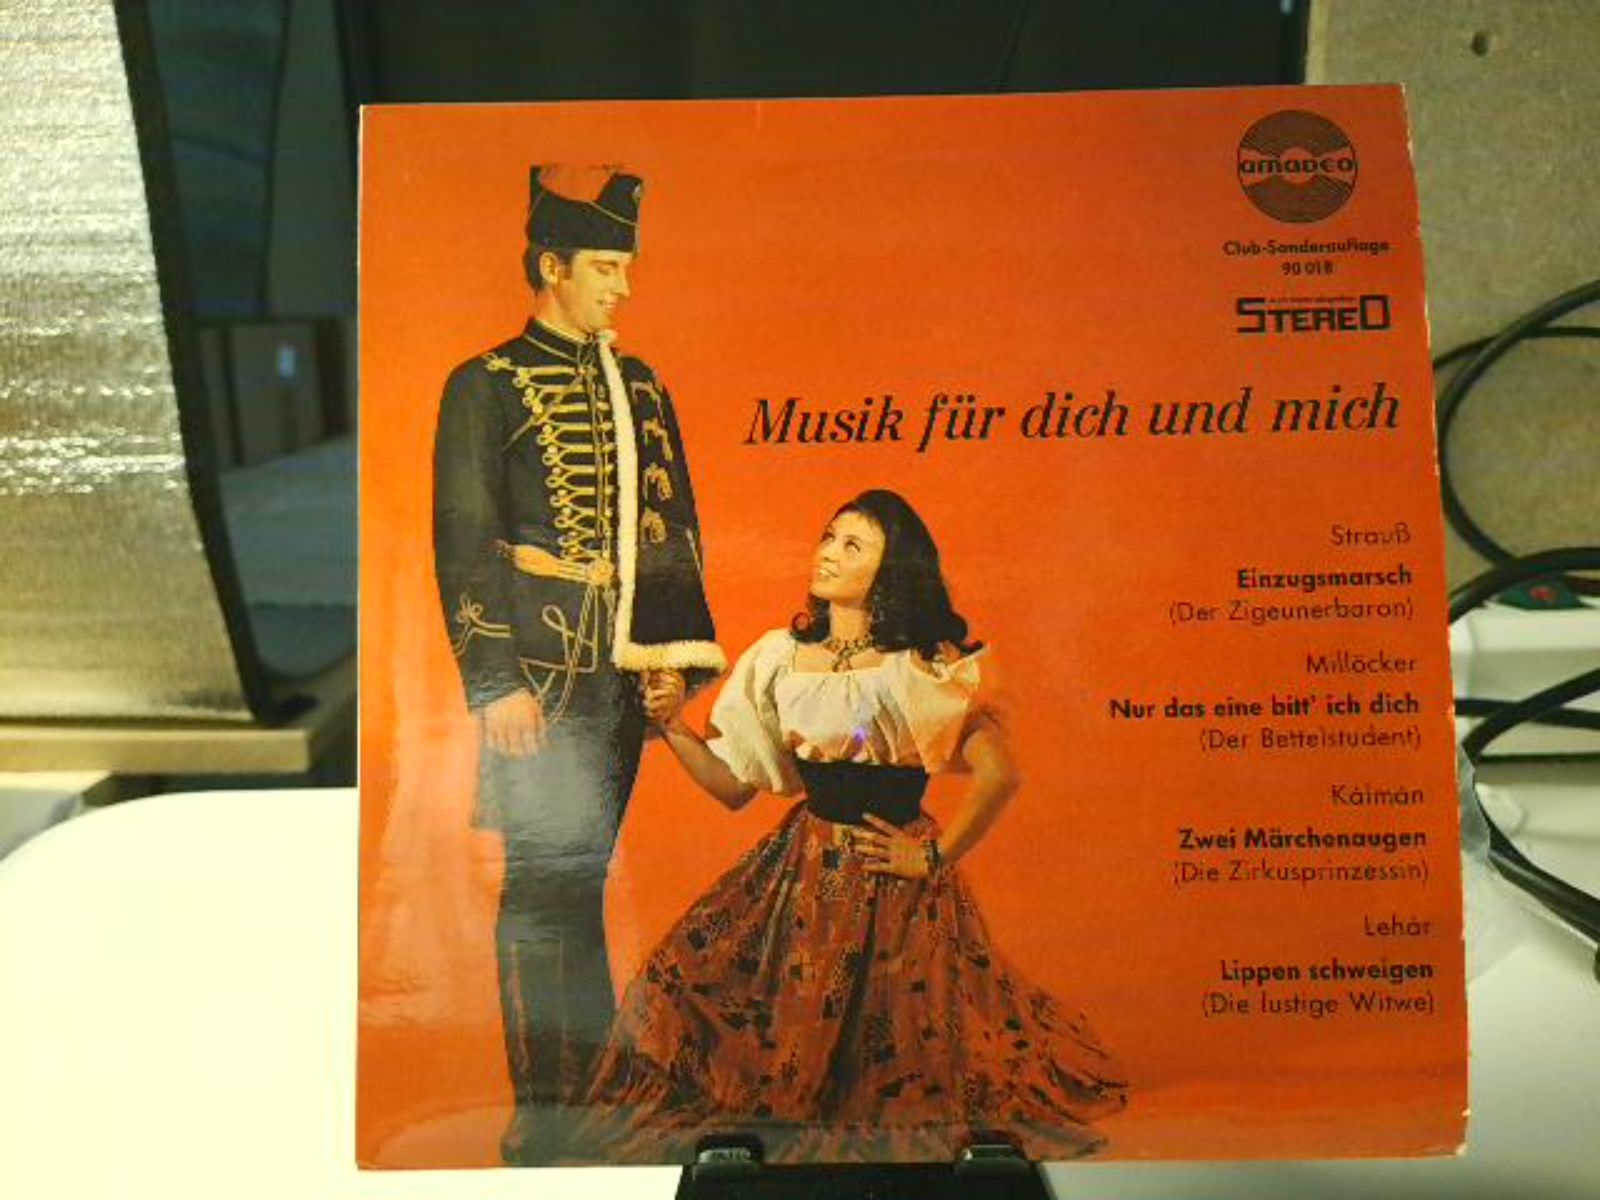 amadeo
Club-Sonderauflage
90 018
STEREO
Musik für dich und mich
Strauß
Einzugsmarsch
(Der Zigeunerbaron)
Millöcker
Nur das eine bitt' ich dich
(Der Bettelstudent)
Kálmán
Zwei Märchenaugen
(Die Zirkusprinzessin)
Lehár
Lippen schweigen
(Die lustige Witwe)